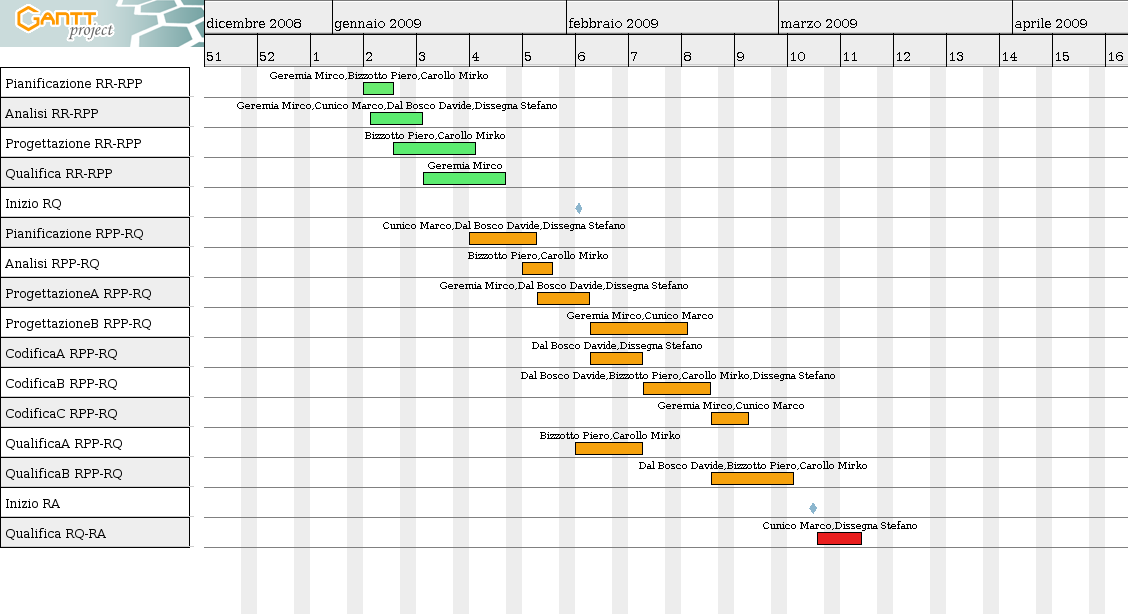 GANTT
project
dicembre 2008 gennaio 2009 febbraio 2009 marzo 2009 aprile 2009
51 52 1 2 3 4 5 6 7 8 9 10 11 12 13 14 15 16
Geremia Mirco,Bizzotto Piero,Carollo Mirko
Pianificazione RR-RPP
Geremia Mirco,Cunico Marco,Dal Bosco Davide,Dissegna Stefano
Analisi RR-RPP
Bizzotto Piero,Carollo Mirko
Progettazione RR-RPP
Geremia Mirco
Qualifica RR-RPP
Inizio RQ
Cunico Marco,Dal Bosco Davide,Dissegna Stefano
Pianificazione RPP-RQ
Bizzotto Piero,Carollo Mirko
Analisi RPP-RQ
Geremia Mirco,Dal Bosco Davide,Dissegna Stefano
ProgettazioneA RPP-RQ
Geremia Mirco,Cunico Marco
ProgettazioneB RPP-RQ
Dal Bosco Davide,Dissegna Stefano
CodificaA RPP-RQ
Dal Bosco Davide,Bizzotto Piero,Carollo Mirko,Dissegna Stefano
CodificaB RPP-RQ
Geremia Mirco,Cunico Marco
CodificaC RPP-RQ
Bizzotto Piero,Carollo Mirko
QualificaA RPP-RQ
Dal Bosco Davide,Bizzotto Piero,Carollo Mirko
QualificaB RPP-RQ
Inizio RA
Cunico Marco,Dissegna Stefano
Qualifica RQ-RA